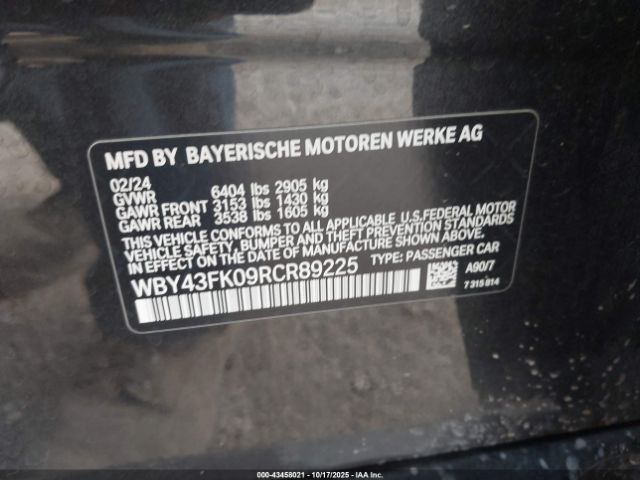 MFD BY BAYERISCHE MOTOREN WERKE AG
02/24
GVWR 6404 lbs 2905 kg
GAWR FRONT 3153 lbs 1430 kg
GAWR REAR 3538 lbs 1605 kg
THIS VEHICLE CONFORMS TO ALL APPLICABLE U.S.FEDERAL MOTOR
VEHICLE SAFETY, BUMPER,AND THEFT PREVENTION STANDARDS
IN EFFECT ON THE DATE OF MANUFACTURE SHOWN ABOVE.
WBY43FK09RCR89225 TYPE: PASSENGER CAR
A90/7
7 315 814
000-43458021 - 10/17/2025 - IAAI.COM